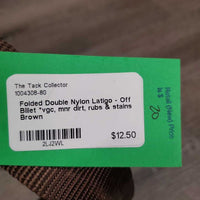 The Tack Collector
1004308-80
Folded Double Nylon Latigo - Off
Billet *vgc, mnr dirt, rubs & stains
Brown
$12.50
2LJ2WL
Retail (New) Price
is $
20